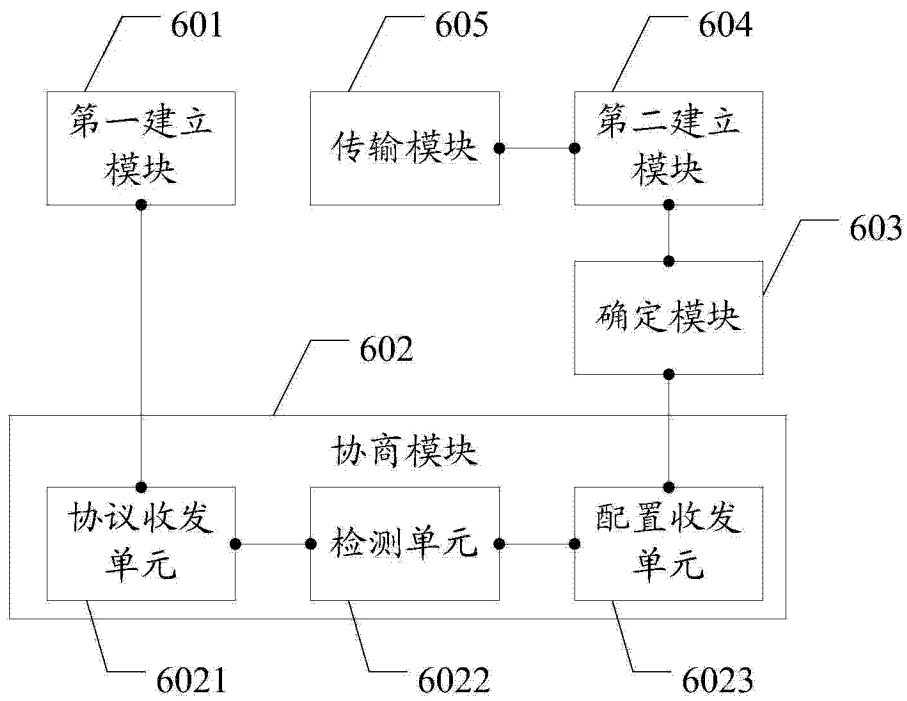 601
605
604
第一建立
模块
传输模块
第二建立
模块
603
确定模块
602
协商模块
协议收发
单元
检测单元
配置收发
单元
6021
6022
6023